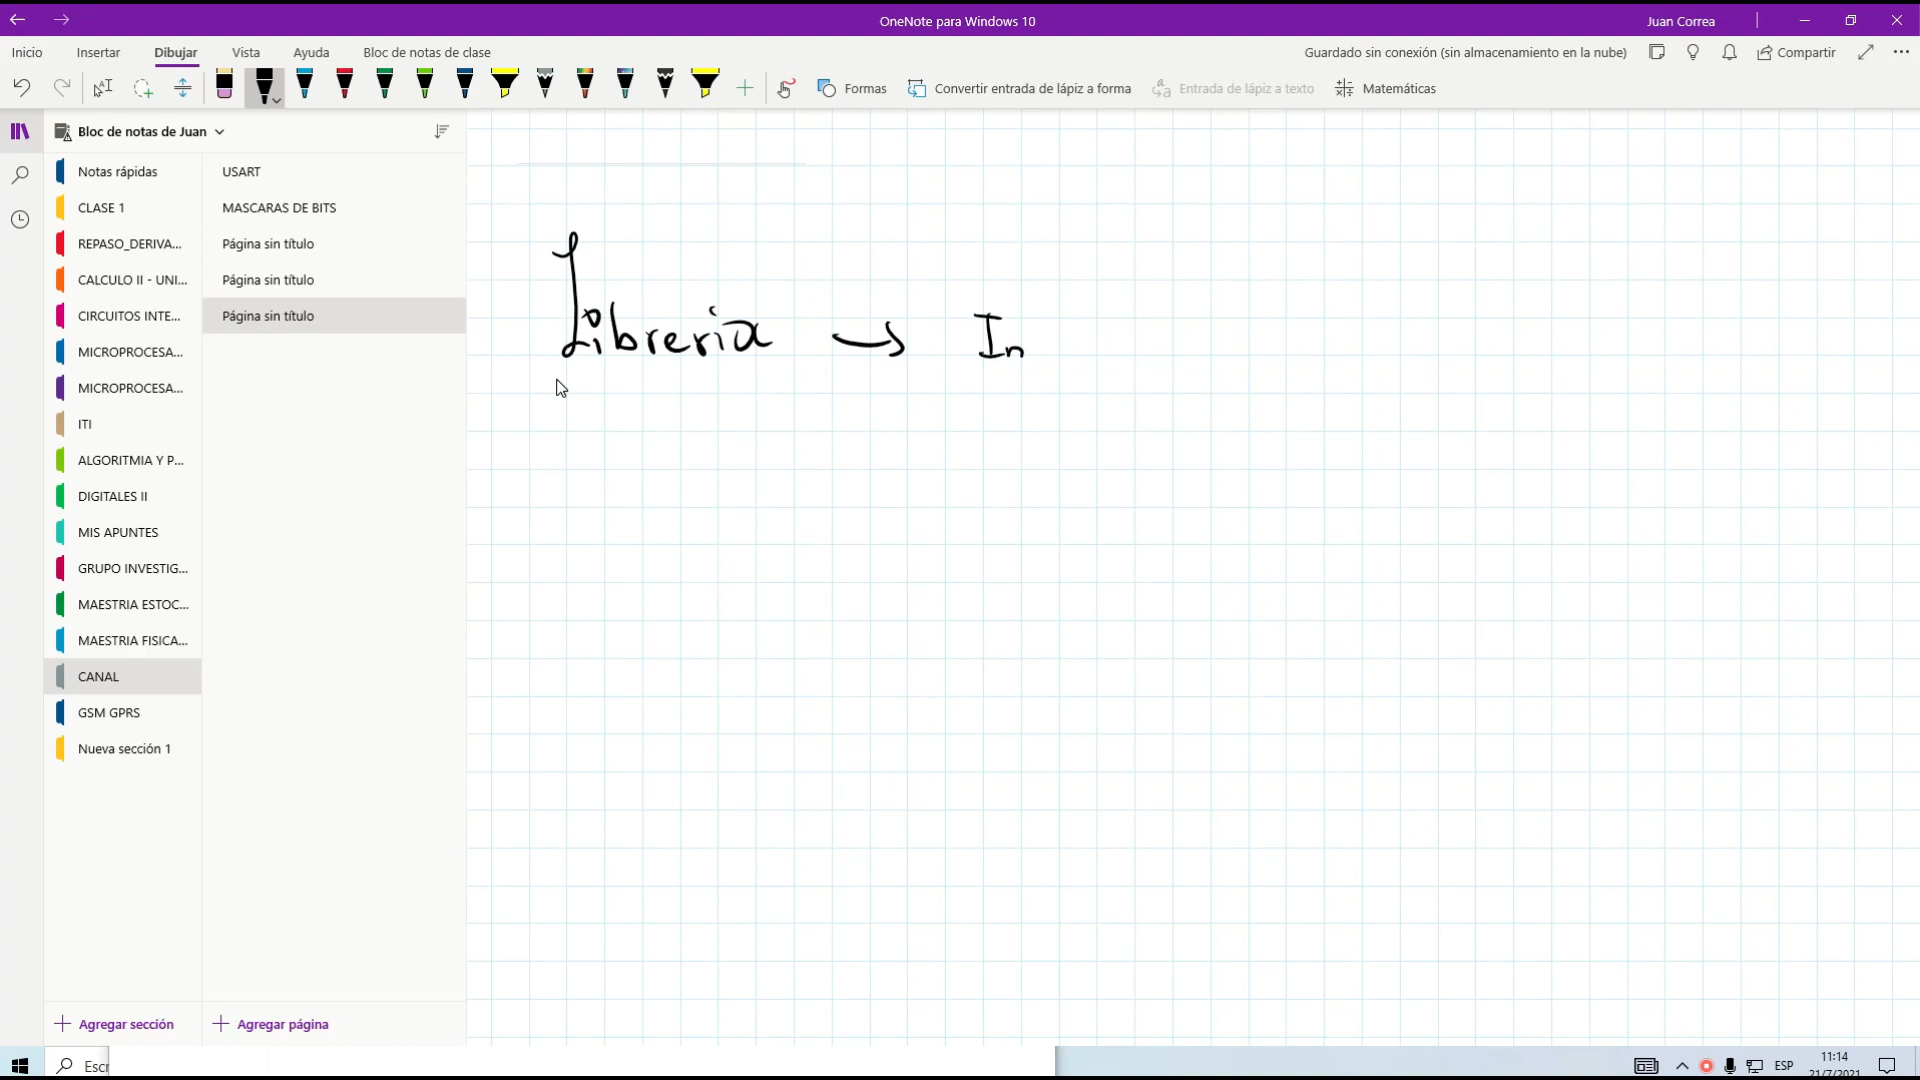 OneNote para Windows 10
Juan Correa
Inicio Insertar Dibujar Vista Ayuda Bloc de notas de clase
Guardado sin conexión (sin almacenamiento en la nube) Compartir
Formas Convertir entrada de lápiz a forma Entrada de lápiz a texto Matemáticas
Bloc de notas de Juan
Notas rápidas
CLASE 1
REPASO_DERIVA...
CALCULO II - UNI...
CIRCUITOS INTE...
MICROPROCESA...
MICROPROCESA...
ITI
ALGORITMIA Y P...
DIGITALES II
MIS APUNTES
GRUPO INVESTIG...
MAESTRIA ESTOC...
MAESTRIA FISICA...
CANAL
GSM GPRS
Nueva sección 1
USART
MASCARAS DE BITS
Página sin título
Página sin título
Página sin título
Libreria → In
Agregar sección
Agregar página
Escr
ESP
11:14
21/7/2021